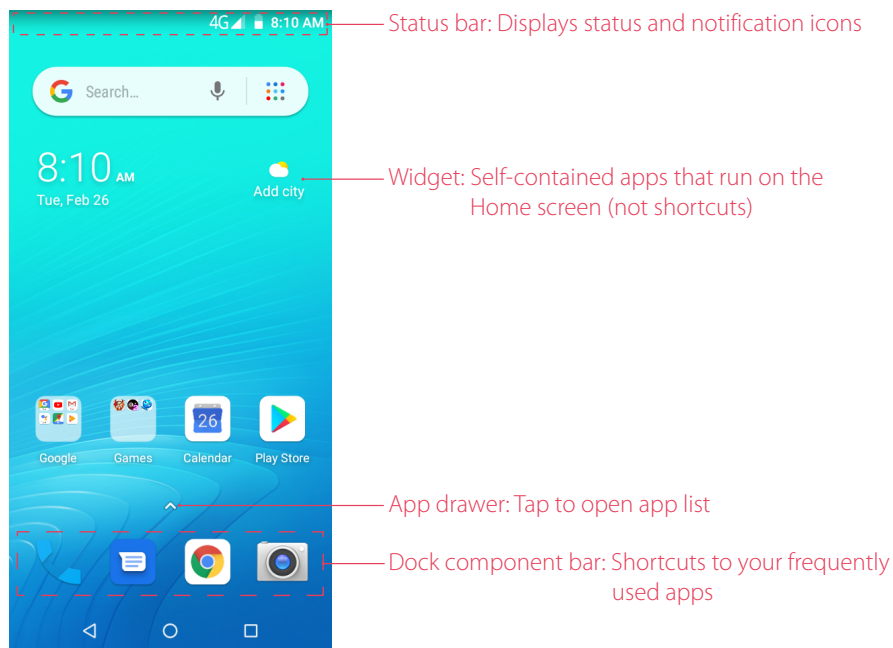 4G 8:10 AM
Status bar: Displays status and notification icons
G Search...
8:10 AM
Tue, Feb 26
Add city
Widget: Self-contained apps that run on the
Home screen (not shortcuts)
26
Google Games Calendar Play Store
App drawer: Tap to open app list
Dock component bar: Shortcuts to your frequently
used apps